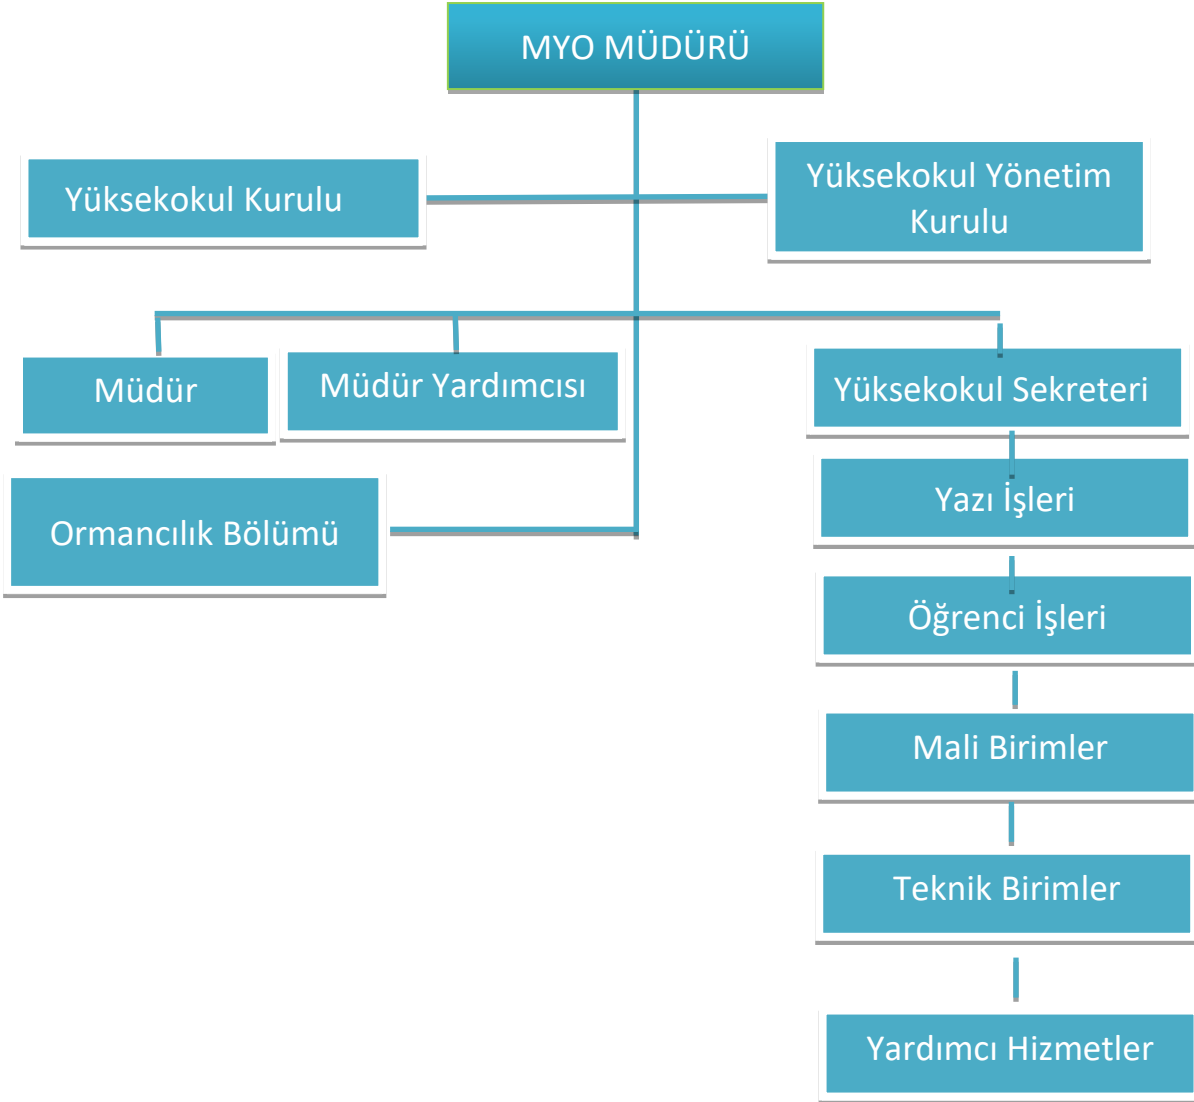 MYO MÜDÜRÜ
Yüksekokul Kurulu
Yüksekokul Yönetim
Kurulu
Müdür
Müdür Yardımcısı
Yüksekokul Sekreteri
Ormancılık Bölümü
Yazı İşleri
Öğrenci İşleri
Mali Birimler
Teknik Birimler
Yardımcı Hizmetler